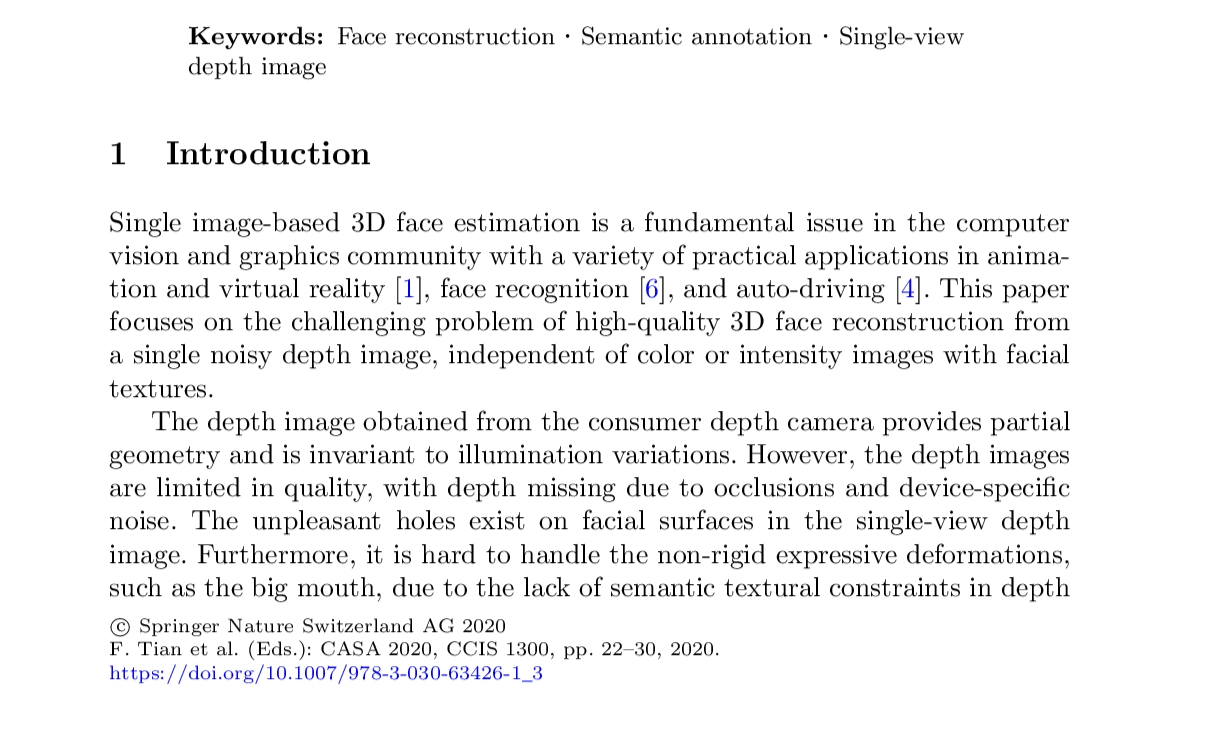 Keywords: Face reconstruction · Semantic annotation · Single-view
depth image
1 Introduction
Single image-based 3D face estimation is a fundamental issue in the computer
vision and graphics community with a variety of practical applications in anima-
tion and virtual reality [1], face recognition [6], and auto-driving [4]. This paper
focuses on the challenging problem of high-quality 3D face reconstruction from
a single noisy depth image, independent of color or intensity images with facial
textures.
The depth image obtained from the consumer depth camera provides partial
geometry and is invariant to illumination variations. However, the depth images
are limited in quality, with depth missing due to occlusions and device-specific
noise. The unpleasant holes exist on facial surfaces in the single-view depth
image. Furthermore, it is hard to handle the non-rigid expressive deformations,
such as the big mouth, due to the lack of semantic textural constraints in depth
© Springer Nature Switzerland AG 2020
F. Tian et al. (Eds.): CASA 2020, CCIS 1300, pp. 22–30, 2020.
https://doi.org/10.1007/978-3-030-63426-1_3